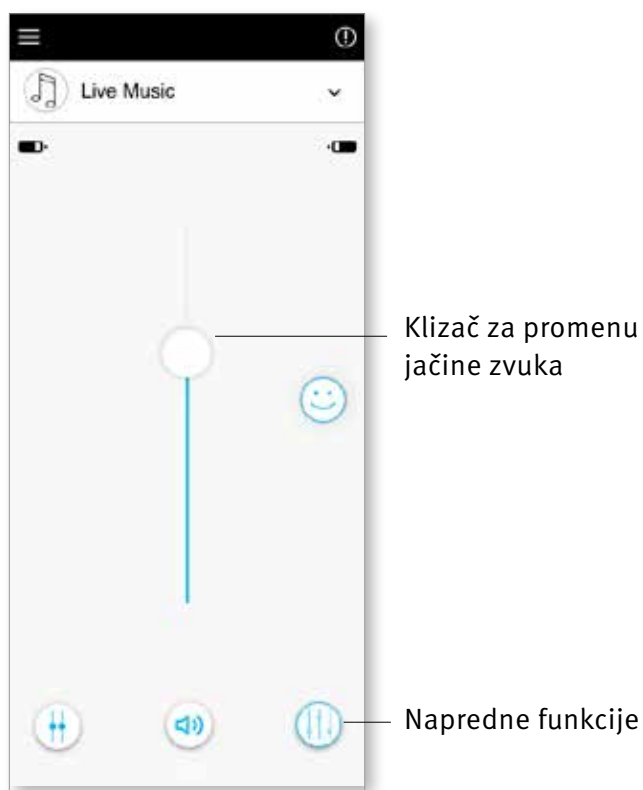 Live Music
Klizač za promenu
jačine zvuka
Napredne funkcije